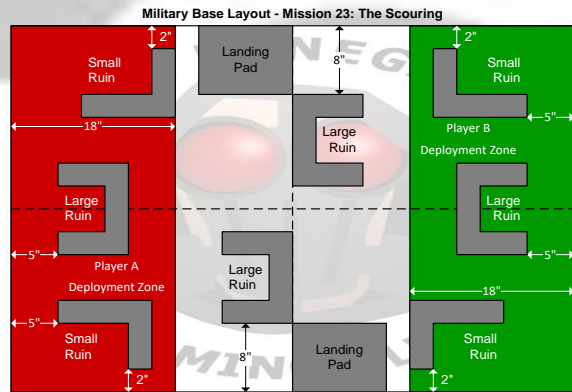 Military Base Layout - Mission 23: The Scouring
2"
Small
Ruin
18"
Landing
Pad
8"
Large
Ruin
2"
Small
Ruin
5"
Player B
Deployment Zone
Large
Ruin
5"
Player A
Deployment Zone
Large
Ruin
Large
Ruin
5"
18"
5"
Small
Ruin
2"
8"
Landing
Pad
Small
Ruin
2"